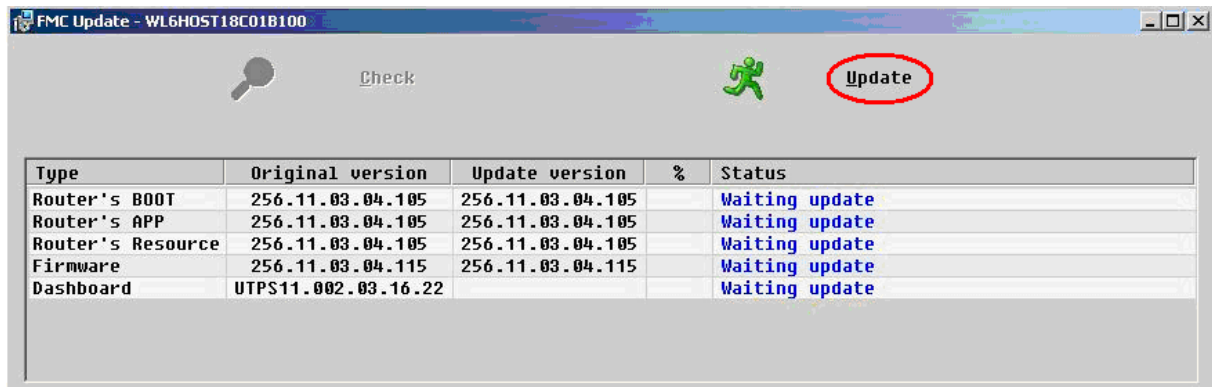 FMC Update - WL6HOST18C01B100
Check Update
Type Original version Update version % Status
Router's BOOT 256.11.03.04.105 256.11.03.04.105 Waiting update
Router's APP 256.11.03.04.105 256.11.03.04.105 Waiting update
Router's Resource 256.11.03.04.105 256.11.03.04.105 Waiting update
Firmware 256.11.03.04.115 256.11.03.04.115 Waiting update
Dashboard UTPS11.002.03.16.22 Waiting update